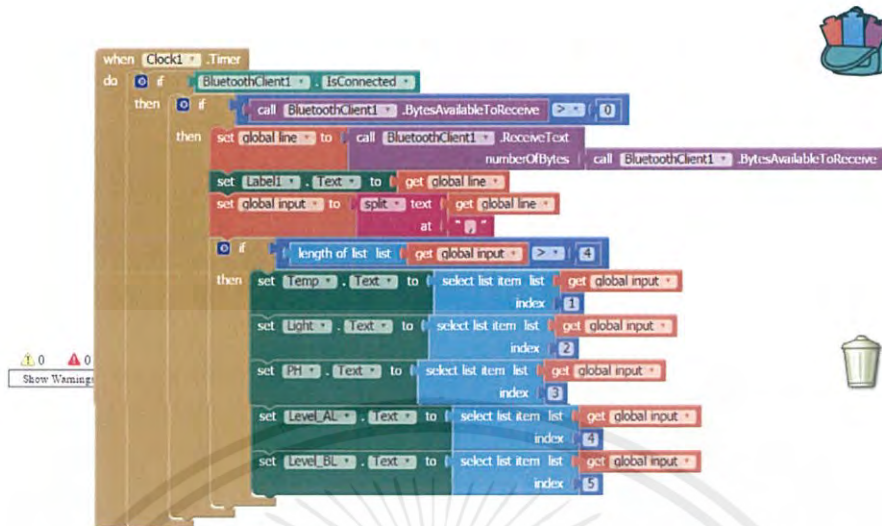 when Clock1 .Timer
do if BluetoothClient1 . IsConnected
then if call BluetoothClient1 .BytesAvailableToReceive > 0
then set global line to call BluetoothClient1 .ReceiveText
numberOfBytes call BluetoothClient1 .BytesAvailableToReceive
set Label1 . Text to get global line
set global input to split text get global line
at " , "
if length of list list get global input > 4
then set Temp . Text to select list item list get global input
index 1
set Light . Text to select list item list get global input
index 2
set PH . Text to select list item list get global input
index 3
set Level_AL . Text to select list item list get global input
index 4
set Level_BL . Text to select list item list get global input
index 5
0 0
Show Warnings